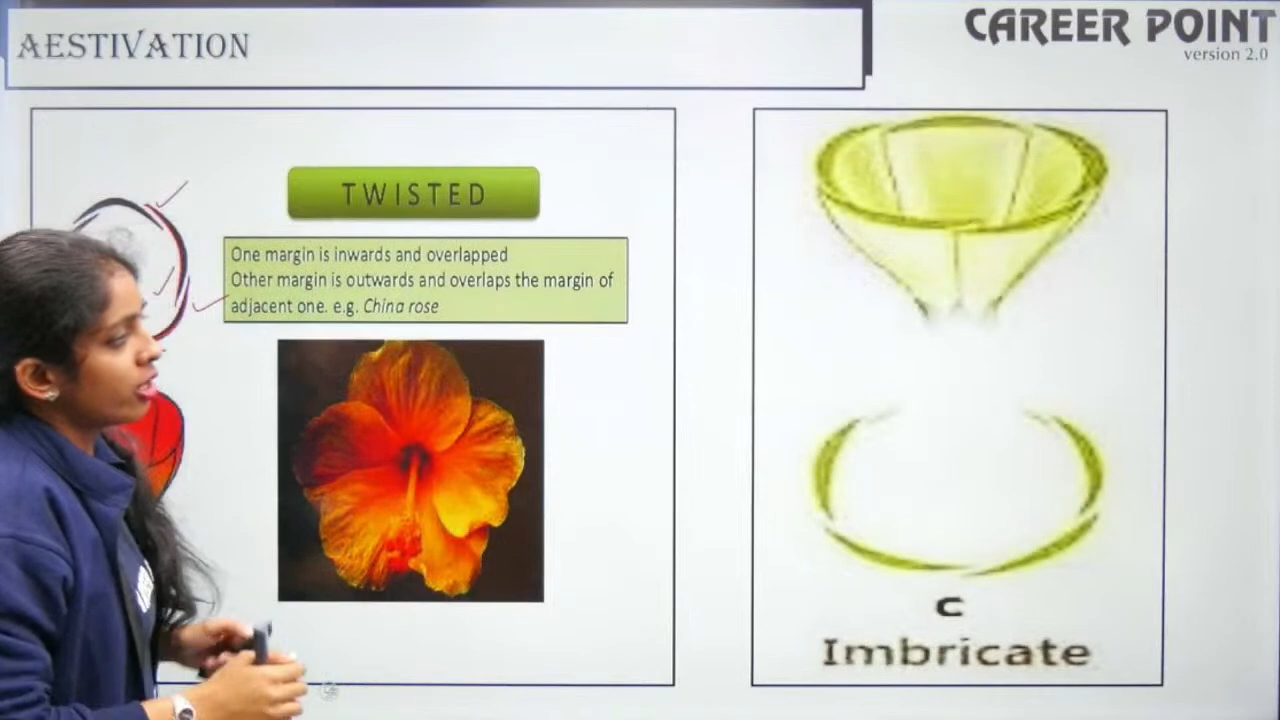 AESTIVATION
CAREER POINT
version 2.0
TWISTED
One margin is inwards and overlapped
Other margin is outwards and overlaps the margin of
adjacent one. e.g. China rose
C
Imbricate